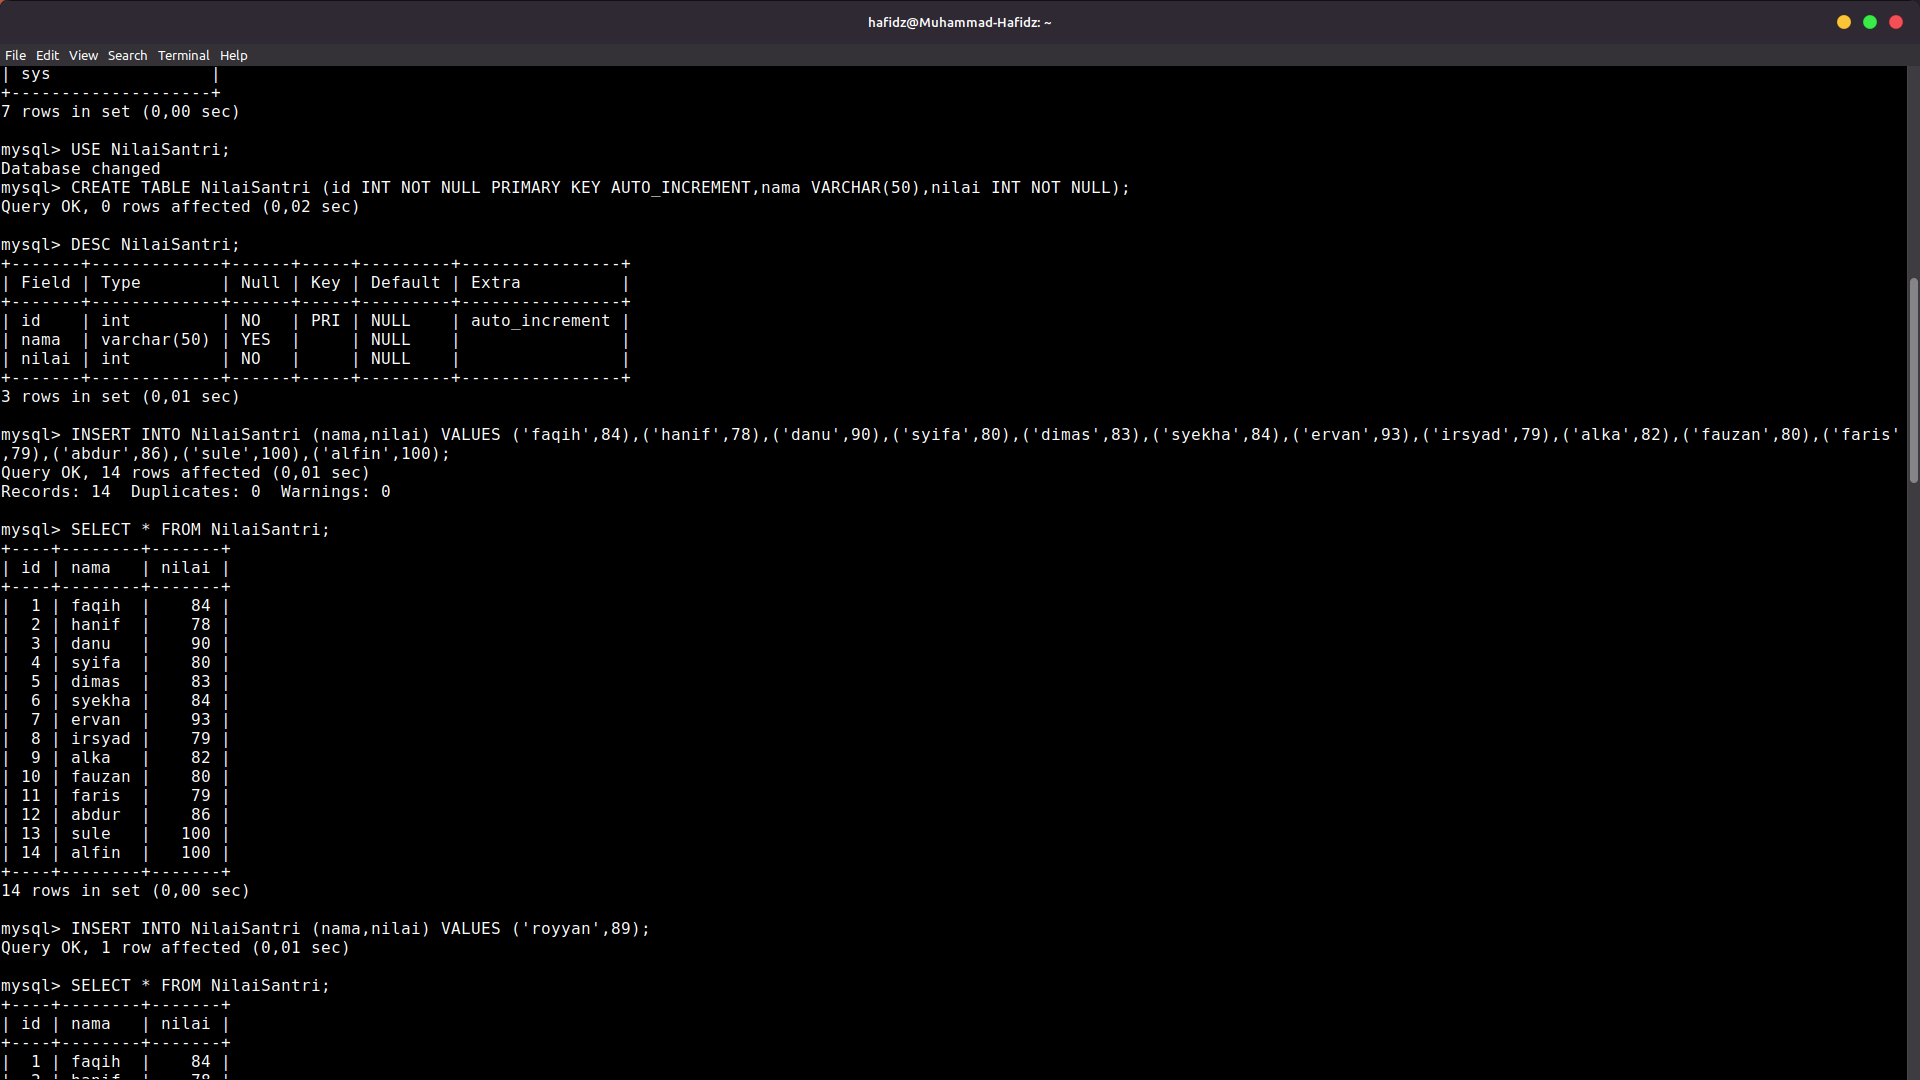 hafidz@Muhammad-Hafidz: ~
File Edit View Search Terminal Help
| sys                |
+--------------------+
7 rows in set (0,00 sec)

mysql> USE NilaiSantri;
Database changed
mysql> CREATE TABLE NilaiSantri (id INT NOT NULL PRIMARY KEY AUTO_INCREMENT,nama VARCHAR(50),nilai INT NOT NULL);
Query OK, 0 rows affected (0,02 sec)

mysql> DESC NilaiSantri;
+-------+-------------+------+-----+---------+----------------+
| Field | Type        | Null | Key | Default | Extra          |
+-------+-------------+------+-----+---------+----------------+
| id    | int         | NO   | PRI | NULL    | auto_increment |
| nama  | varchar(50) | YES  |     | NULL    |                |
| nilai | int         | NO   |     | NULL    |                |
+-------+-------------+------+-----+---------+----------------+
3 rows in set (0,01 sec)

mysql> INSERT INTO NilaiSantri (nama,nilai) VALUES ('faqih',84),('hanif',78),('danu',90),('syifa',80),('dimas',83),('syekha',84),('ervan',93),('irsyad',79),('alka',82),('fauzan',80),('faris'
,79),('abdur',86),('sule',100),('alfin',100);
Query OK, 14 rows affected (0,01 sec)
Records: 14  Duplicates: 0  Warnings: 0

mysql> SELECT * FROM NilaiSantri;
+----+--------+-------+
| id | nama   | nilai |
+----+--------+-------+
|  1 | faqih  |    84 |
|  2 | hanif  |    78 |
|  3 | danu   |    90 |
|  4 | syifa  |    80 |
|  5 | dimas  |    83 |
|  6 | syekha |    84 |
|  7 | ervan  |    93 |
|  8 | irsyad |    79 |
|  9 | alka   |    82 |
| 10 | fauzan |    80 |
| 11 | faris  |    79 |
| 12 | abdur  |    86 |
| 13 | sule   |   100 |
| 14 | alfin  |   100 |
+----+--------+-------+
14 rows in set (0,00 sec)

mysql> INSERT INTO NilaiSantri (nama,nilai) VALUES ('royyan',89);
Query OK, 1 row affected (0,01 sec)

mysql> SELECT * FROM NilaiSantri;
+----+--------+-------+
| id | nama   | nilai |
+----+--------+-------+
|  1 | faqih  |    84 |
|  2 | hanif  |    78 |